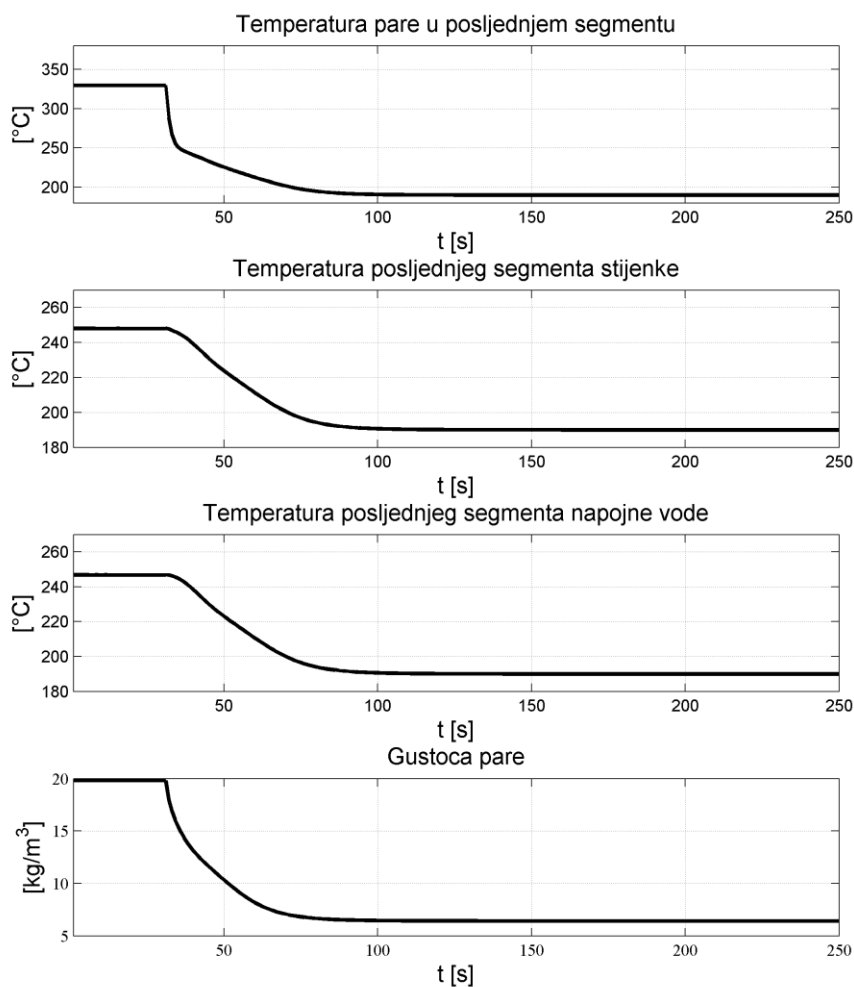 Temperatura pare u posljednjem segmentu
350
300
250
200
[°C]
50 100 150 200 250
t [s]
Temperatura posljednjeg segmenta stijenke
260
240
220
200
180
[°C]
50 100 150 200 250
t [s]
Temperatura posljednjeg segmenta napojne vode
260
240
220
200
180
[°C]
50 100 150 200 250
t [s]
Gustoca pare
20
15
10
5
[kg/m³]
50 100 150 200 250
t [s]